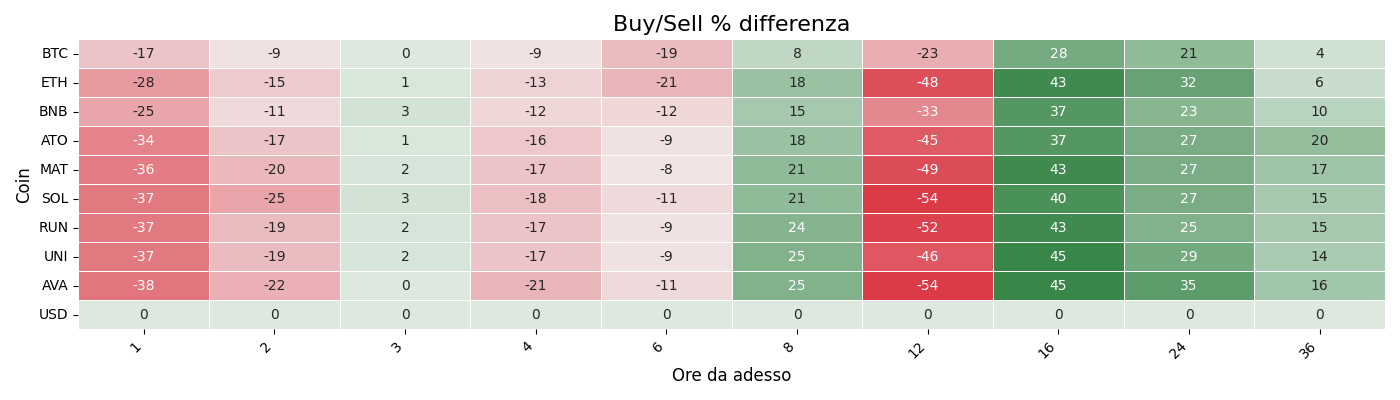 Buy/Sell % differenza
Coin
BTC -17 -9 0 -9 -19 8 -23 28 21 4
ETH -28 -15 1 -13 -21 18 -48 43 32 6
BNB -25 -11 3 -12 -12 15 -33 37 23 10
ATO -34 -17 1 -16 -9 18 -45 37 27 20
MAT -36 -20 2 -17 -8 21 -49 43 27 17
SOL -37 -25 3 -18 -11 21 -54 40 27 15
RUN -37 -19 2 -17 -9 24 -52 43 25 15
UNI -37 -19 2 -17 -9 25 -46 45 29 14
AVA -38 -22 0 -21 -11 25 -54 45 35 16
USD 0 0 0 0 0 0 0 0 0 0
1 2 3 4 6 8 12 16 24 36
Ore da adesso